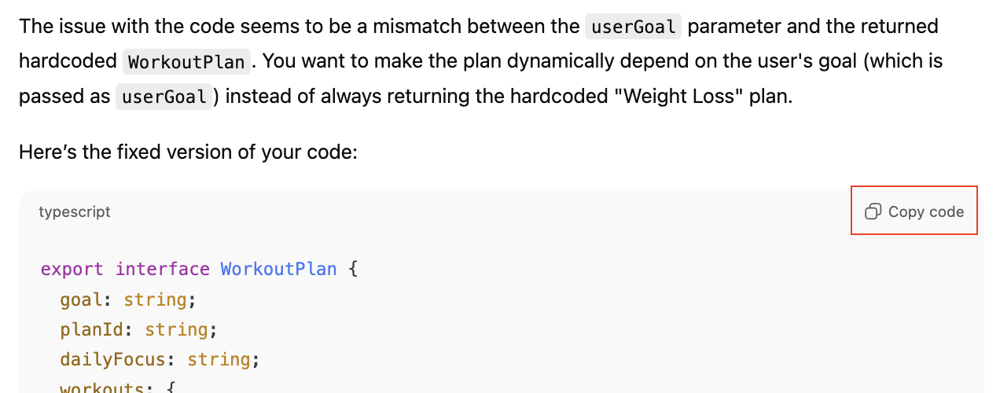 The issue with the code seems to be a mismatch between the userGoal parameter and the returned
hardcoded WorkoutPlan. You want to make the plan dynamically depend on the user's goal (which is
passed as userGoal) instead of always returning the hardcoded "Weight Loss" plan.
Here’s the fixed version of your code:
typescript
Copy code
export interface WorkoutPlan {
goal: string;
planId: string;
dailyFocus: string;
workouts: {